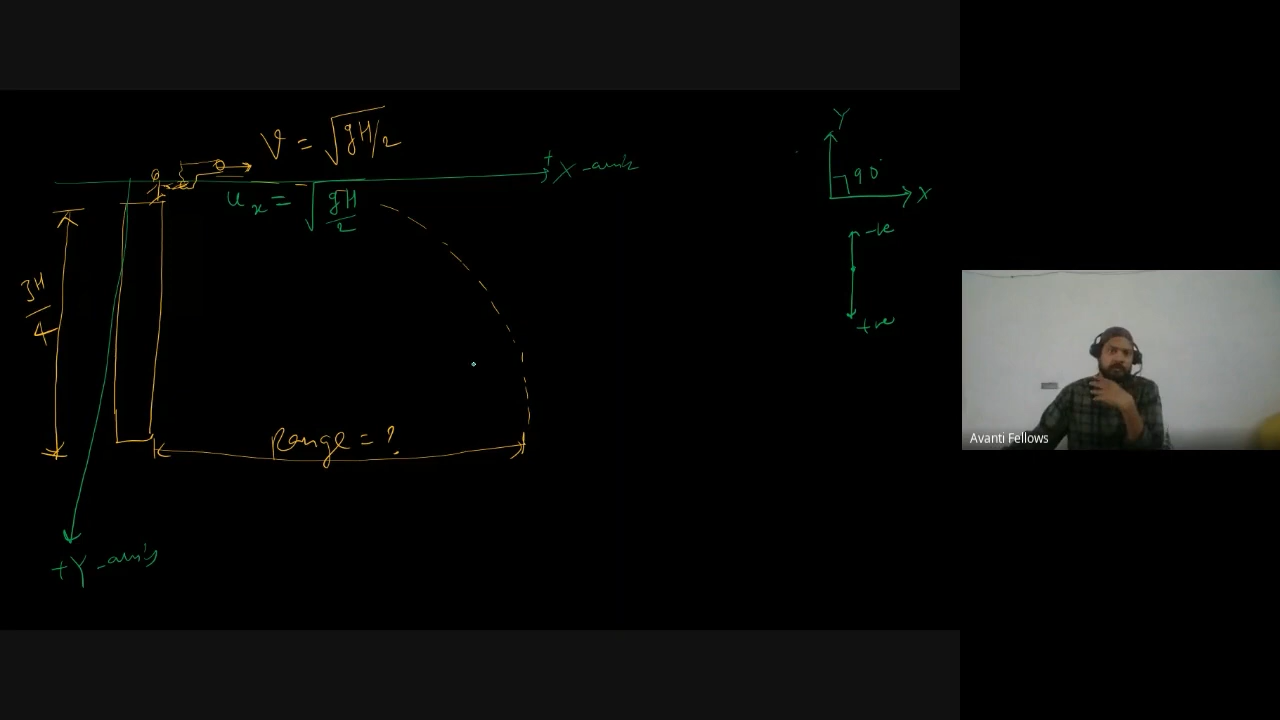 V = √gH/2
+ X-axis
u_x = √gH/2
3H/4
Range = ?
+Y-axis
Y
90°
X
-ve
+ve
Avanti Fellows